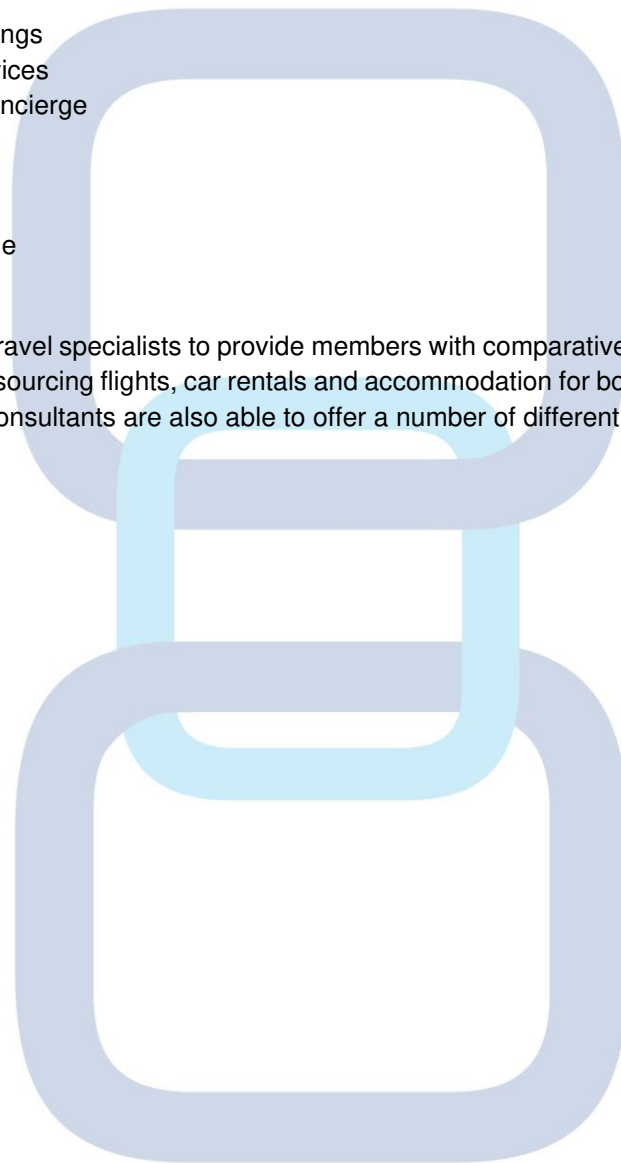 ngs
ices
ncierge
e
ravel specialists to provide members with comparative
sourcing flights, car rentals and accommodation for bo
onsultants are also able to offer a number of different